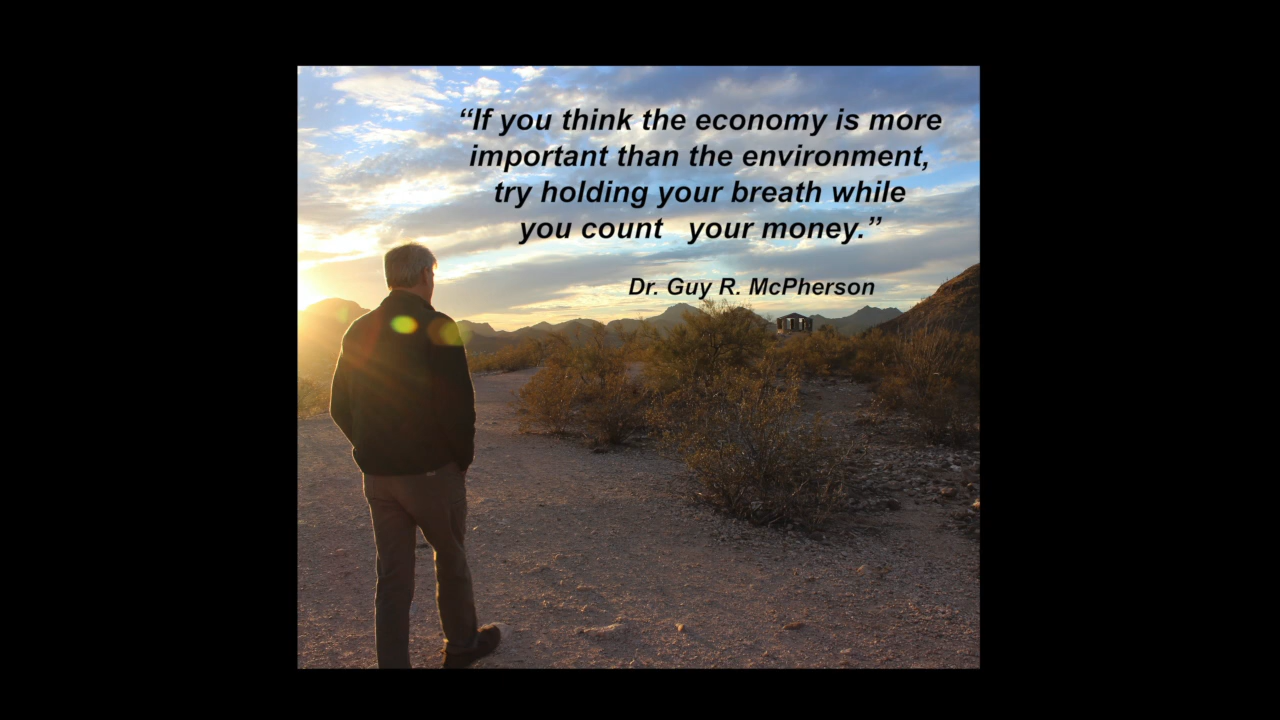 “If you think the economy is more
important than the environment,
try holding your breath while
you count your money.”
Dr. Guy R. McPherson